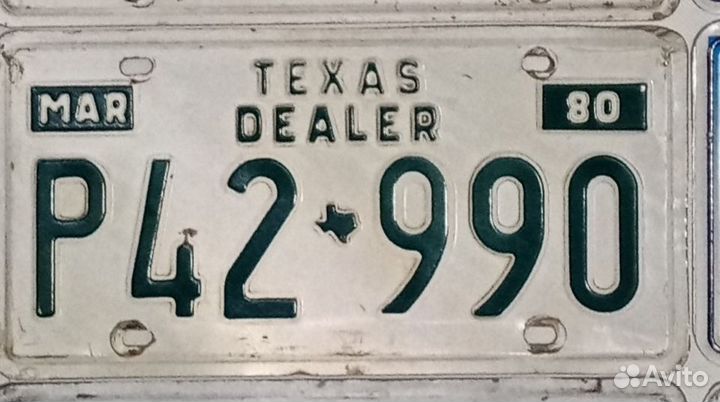 TEXAS
MAR DEALER 80
P42 990
Avito